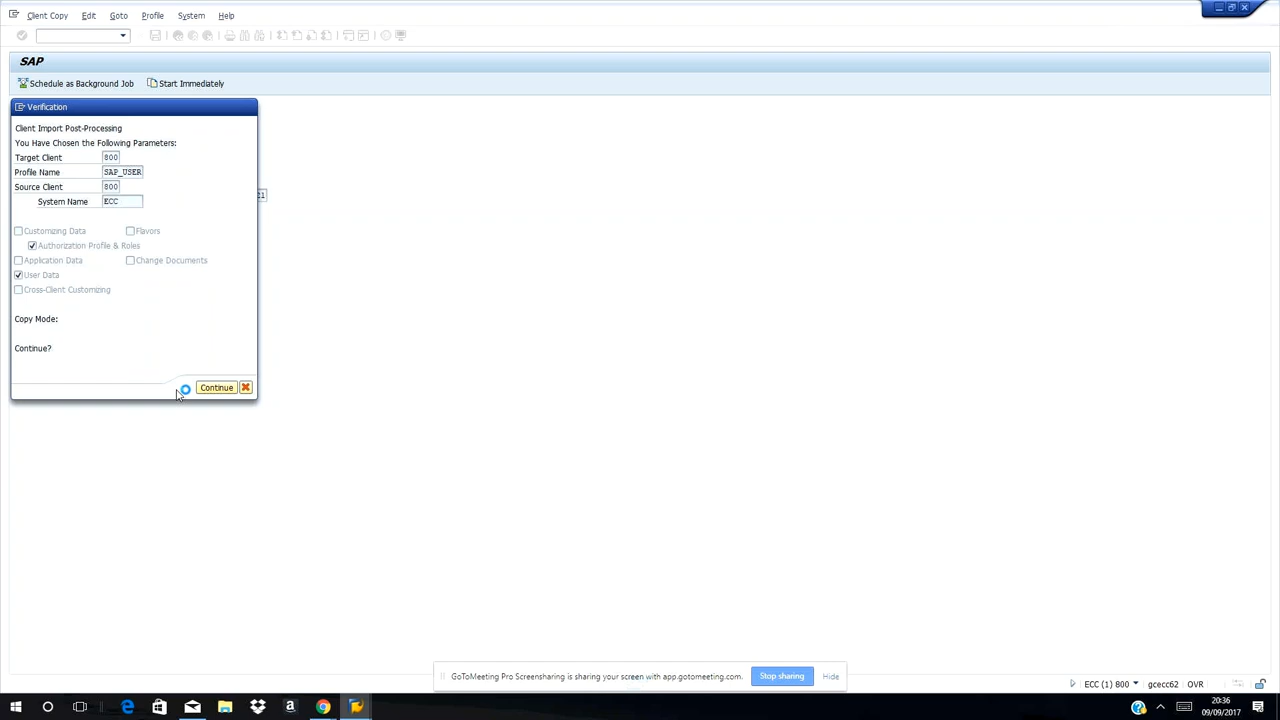 Client Copy Edit Goto Profile System Help
SAP
Schedule as Background Job Start Immediately
Verification
Client Import Post-Processing
You Have Chosen the Following Parameters:
Target Client 800
Profile Name SAP_USER
Source Client 800
System Name ECC
Customizing Data Flavors
Authorization Profile & Roles
Application Data Change Documents
User Data
Cross-Client Customizing
Copy Mode:
Continue?
Continue
GoToMeeting Pro Screensharing is sharing your screen with app.gotomeeting.com. Stop sharing Hide
ECC (1) 800 gcecc62 OVR
20:36
09/09/2017